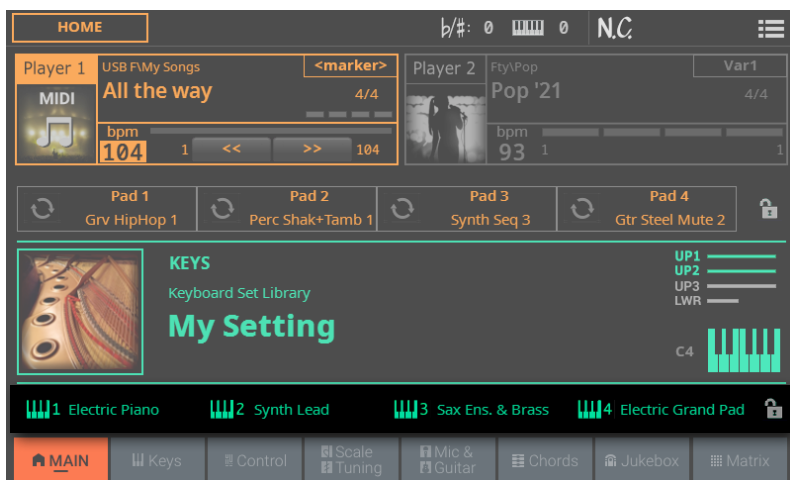 HOME
b/#: 0
0
N.C.
Player 1
USB F\My Songs
<marker>
MIDI
All the way
4/4
bpm
104
1
<<
>>
104
Player 2
Fty\Pop
Var1
Pop '21
4/4
bpm
93
1
1
Pad 1
Grv HipHop 1
Pad 2
Perc Shak+Tamb 1
Pad 3
Synth Seq 3
Pad 4
Gtr Steel Mute 2
KEYS
Keyboard Set Library
My Setting
UP1
UP2
UP3
LWR
C4
1 Electric Piano
2 Synth Lead
3 Sax Ens. & Brass
4 Electric Grand Pad
MAIN
Keys
Control
Scale
Tuning
Mic &
Guitar
Chords
Jukebox
Matrix